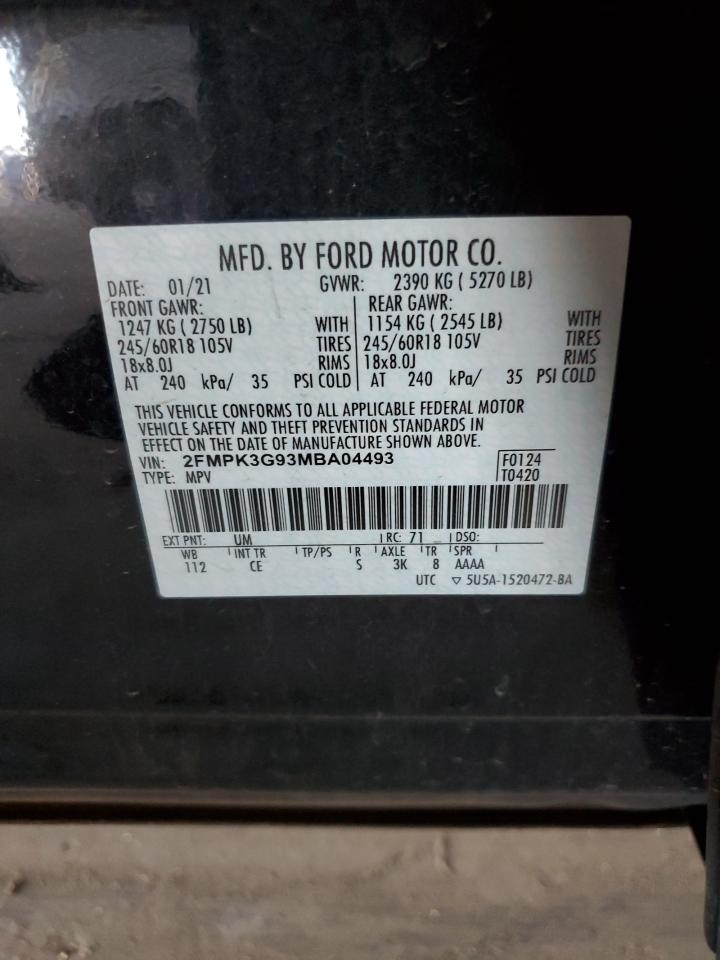 MFD. BY FORD MOTOR CO.
DATE: 01/21 GVWR: 2390 KG ( 5270 LB)
FRONT GAWR: REAR GAWR:
1247 KG ( 2750 LB) WITH 1154 KG ( 2545 LB) WITH
245/60R18 105V TIRES 245/60R18 105V TIRES
18x8.0J RIMS 18x8.0J RIMS
AT 240 kPa/ 35 PSI COLD AT 240 kPa/ 35 PSI COLD
THIS VEHICLE CONFORMS TO ALL APPLICABLE FEDERAL MOTOR
VEHICLE SAFETY AND THEFT PREVENTION STANDARDS IN
EFFECT ON THE DATE OF MANUFACTURE SHOWN ABOVE.
VIN: 2FMPK3G93MBA04493 F0124
TYPE: MPV T0420
EXT PNT: UM RC: 71 DSO:
WB INT TR TP/PS R AXLE TR SPR
112 CE S 3K 8 AAAA
UTC ▽ 5U5A-1520472-BA